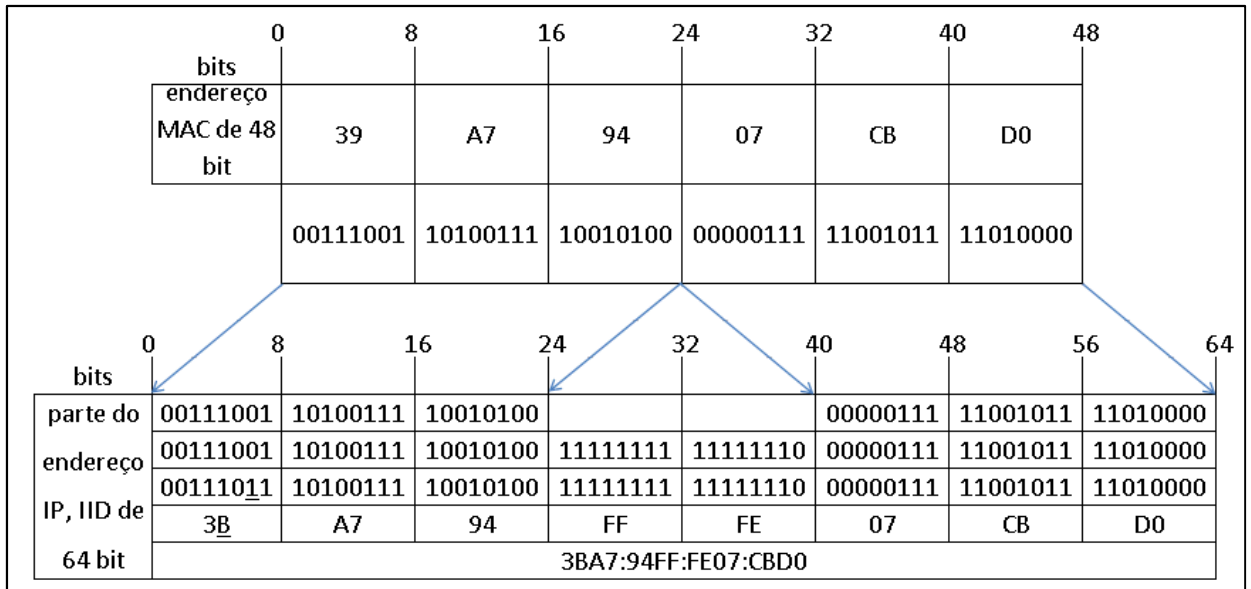 0 8 16 24 32 40 48
bits
endereço
MAC de 48
bit
39 A7 94 07 CB D0
00111001 10100111 10010100 00000111 11001011 11010000
0 8 16 24 32 40 48 56 64
bits
parte do
endereço
IP, IID de
64 bit
00111001 10100111 10010100 00000111 11001011 11010000
00111001 10100111 10010100 11111111 11111110 00000111 11001011 11010000
00111011 10100111 10010100 11111111 11111110 00000111 11001011 11010000
3B A7 94 FF FE 07 CB D0
3BA7:94FF:FE07:CBD0